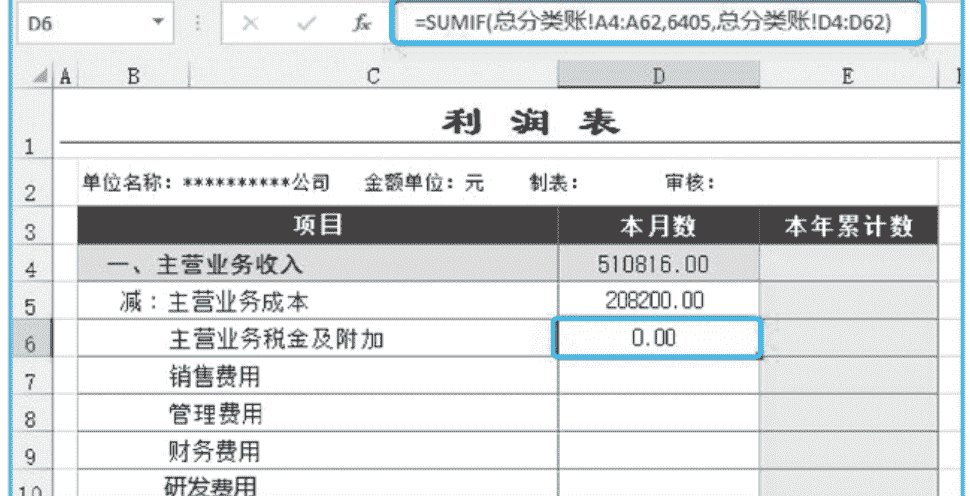 D6 fx =SUMIF(总分类账!A4:A62,6405,总分类账!D4:D62)
A B C D E
1 利润表
2 单位名称：**********公司 金额单位：元 制表： 审核：
3 项目 本月数 本年累计数
4 一、主营业务收入 510816.00
5 减：主营业务成本 208200.00
6 主营业务税金及附加 0.00
7 销售费用
8 管理费用
9 财务费用
10 研发费用